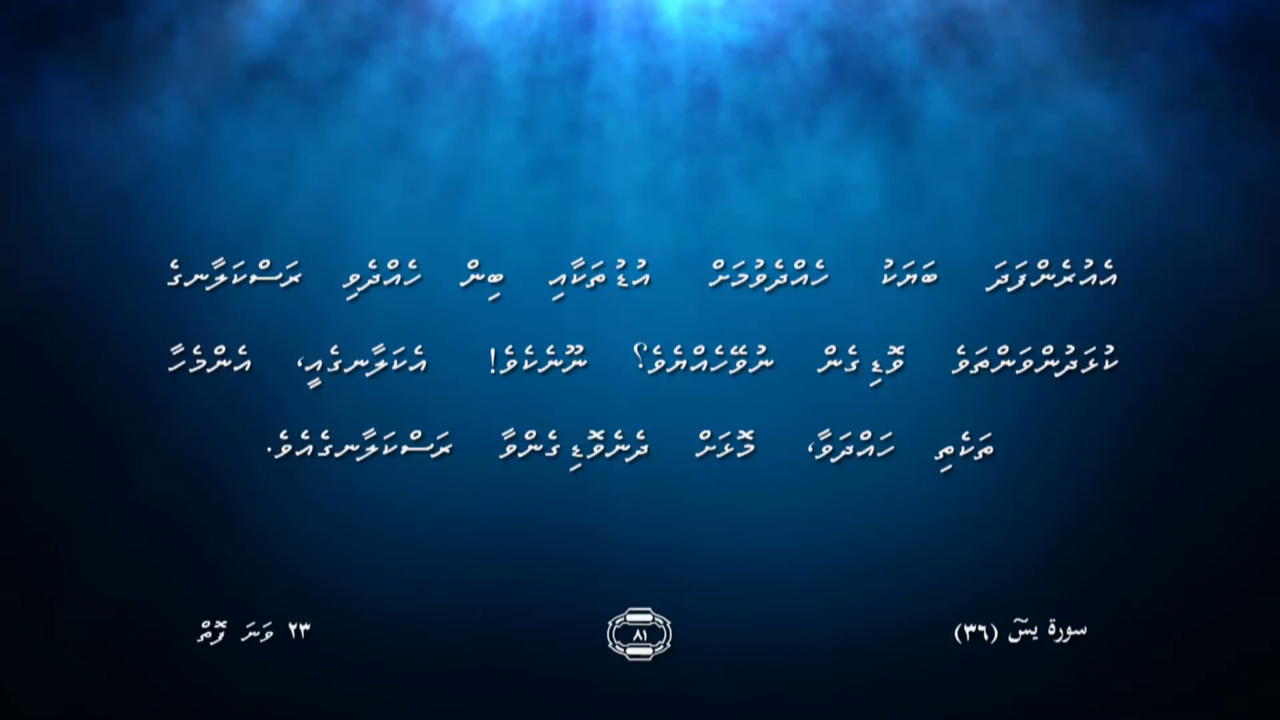 އެއުރެންފަދަ ބަޔަކު ހެއްދެވުމަށް އުޑުތަކާއި ބިން ހެއްދެވި ރަސްކަލާނގެ
ކުޅަދުންވަންތަވެ ވޮޑިގެން ނުވޭހެއްޔެވެ؟ ނޫނެކެވެ! އެކަލާނގެއީ، އެންމެހާ
ތަކެތި ހައްދަވާ، މޮޅަށް ދެނެވޮޑިގެންވާ ރަސްކަލާނގެއެވެ.
سورة يسٓ (٣٦)
٨١
٢٣ ވަނަ ފޮތް